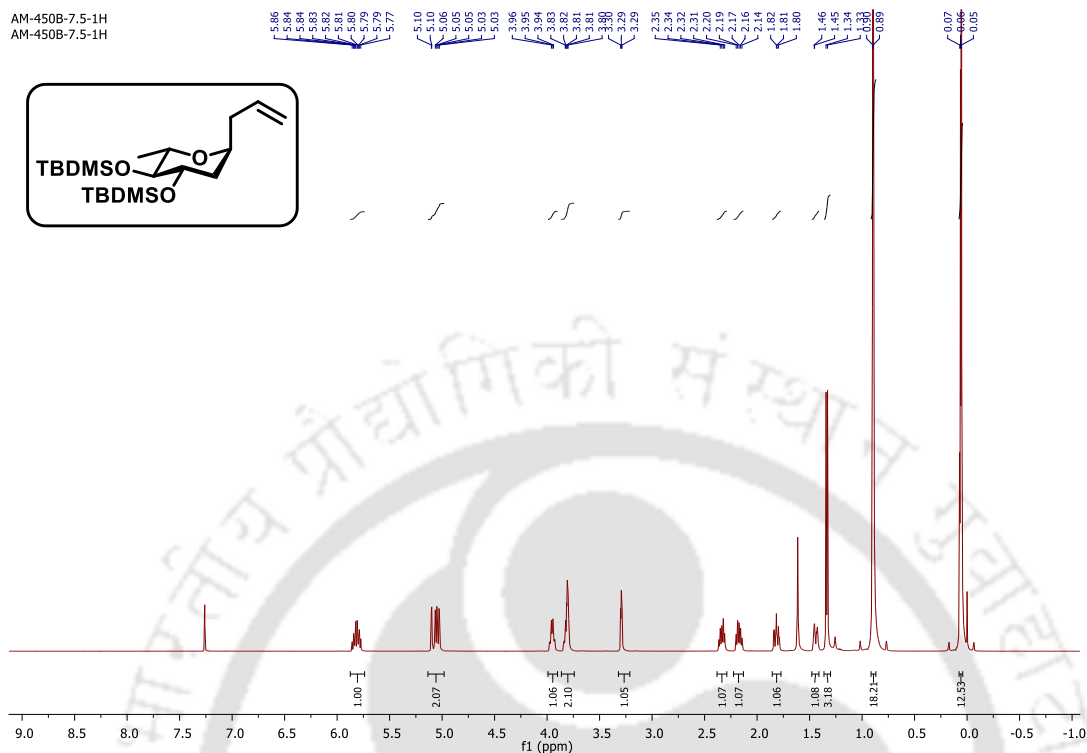 AM-450B-7.5-1H
AM-450B-7.5-1H
5.86 5.84 5.84 5.83 5.82 5.81 5.80 5.79 5.79 5.77 5.10 5.10 5.06 5.05 5.05 5.03 5.03 3.96 3.95 3.94 3.83 3.82 3.81 3.81 3.80 3.30 3.29 3.29 2.35 2.34 2.32 2.31 2.20 2.19 2.17 2.16 2.14 1.82 1.81 1.80 1.46 1.45 1.34 1.33 0.90 0.89 0.07 0.06 0.05
O
TBDMSO
TBDMSO
भारतीय प्रौद्योगिकी संस्थान गुवाहाटी
1.00 2.07 1.06 2.10 1.05 1.07 1.07 1.06 1.08 3.18 18.21 12.53
9.0 8.5 8.0 7.5 7.0 6.5 6.0 5.5 5.0 4.5 4.0 3.5 3.0 2.5 2.0 1.5 1.0 0.5 0.0 -0.5 -1.0
f1 (ppm)